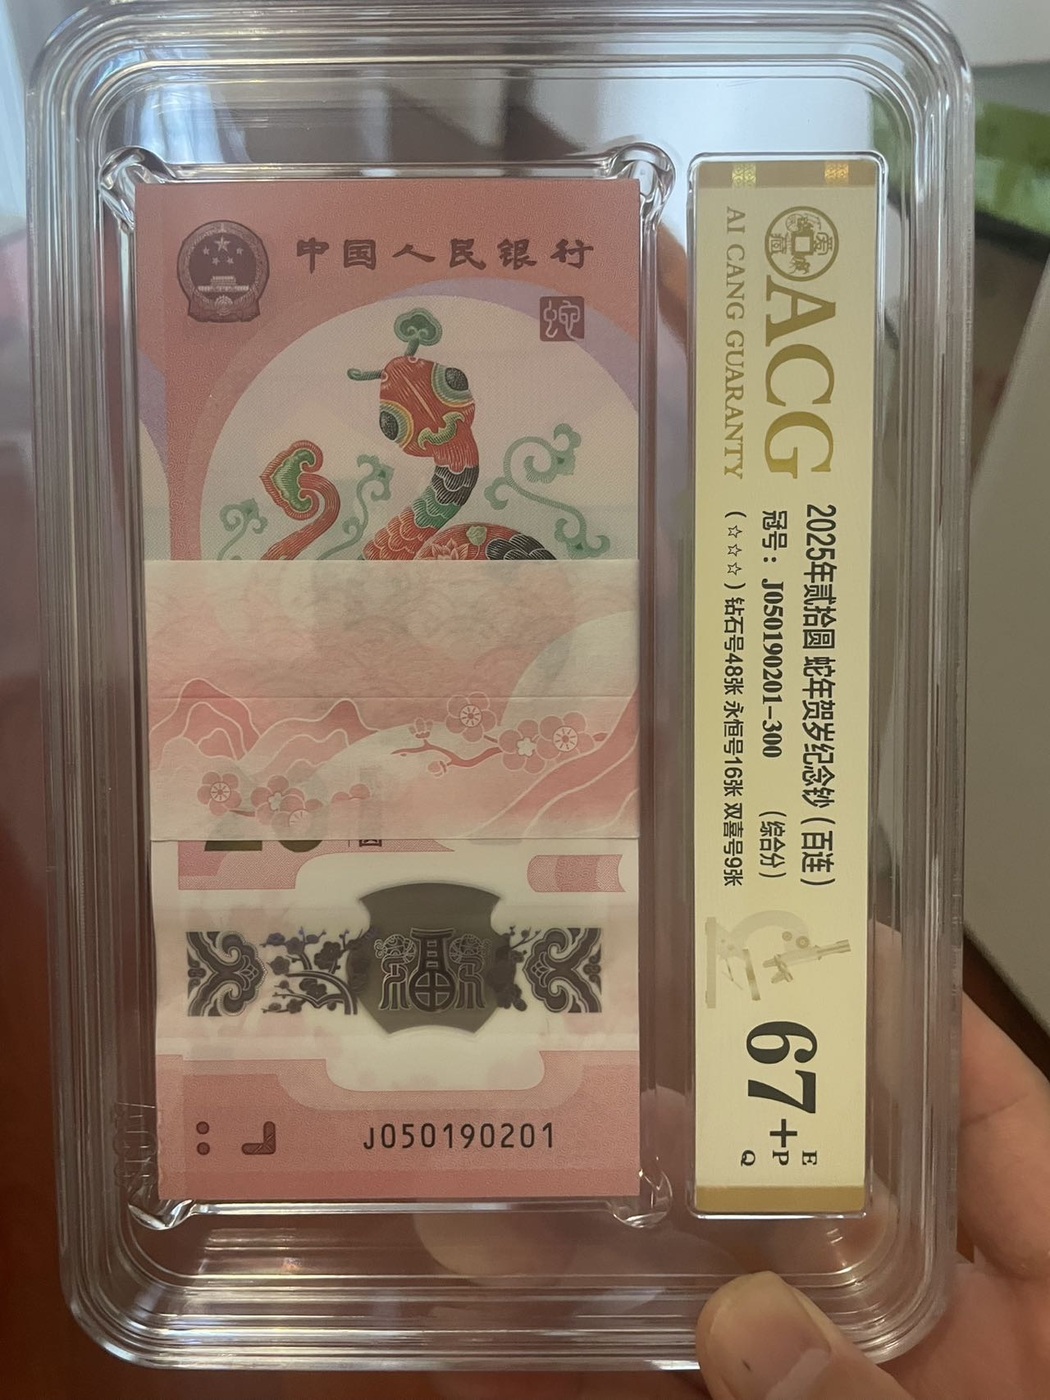 中国人民银行
蛇
福
J050190201
ACG
AI CANG GUARANTY
2025年贰拾圆 蛇年贺岁纪念钞(百连)
冠号:J050190201-300 (综合分)
(☆☆☆)钻石号48张 永恒号16张 双喜号9张
67+
E
P
Q